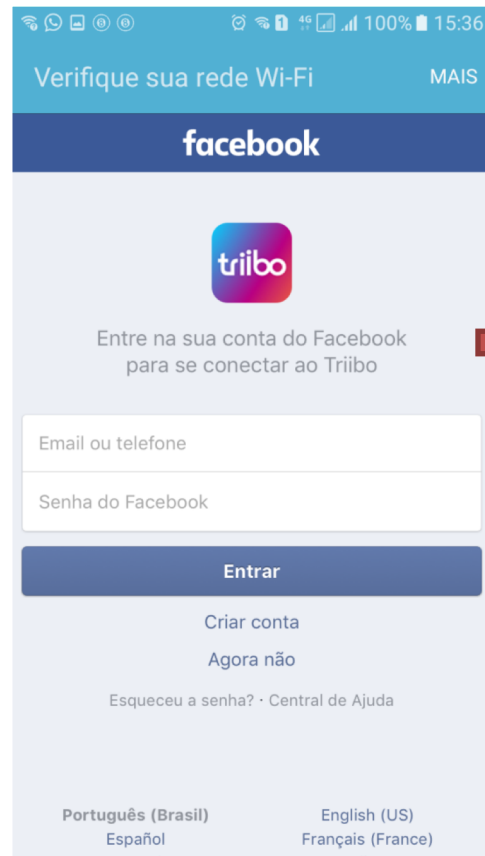 4G 100% 15:36
Verifique sua rede Wi-Fi MAIS
facebook
triibo
Entre na sua conta do Facebook
para se conectar ao Triibo
Email ou telefone
Senha do Facebook
Entrar
Criar conta
Agora não
Esqueceu a senha? · Central de Ajuda
Português (Brasil) English (US)
Español Français (France)